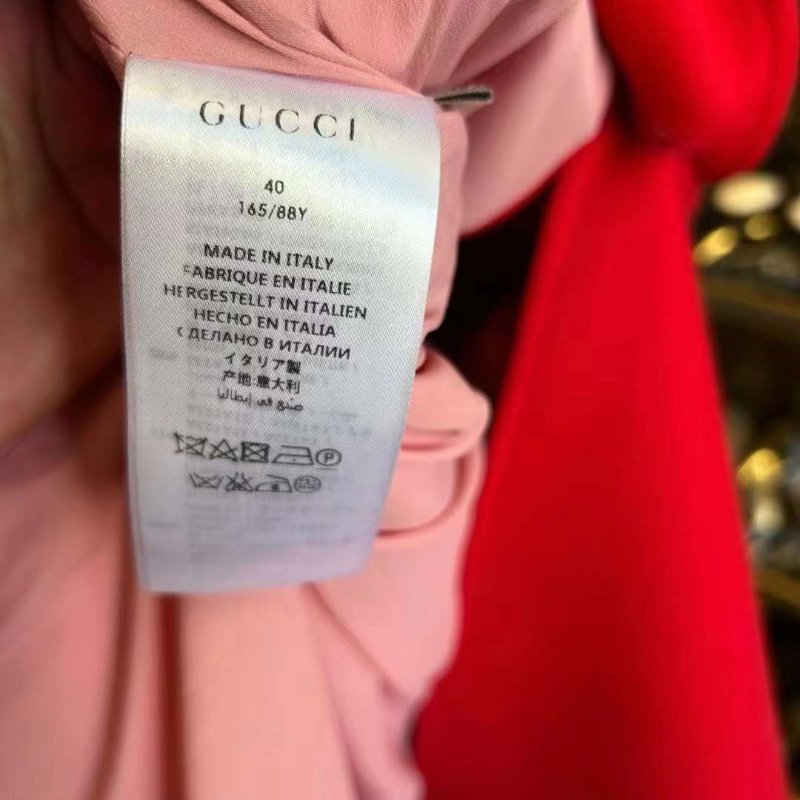 GUCCI
40
165/88Y
MADE IN ITALY
FABRIQUE EN ITALIE
HERGESTELLT IN ITALIEN
HECHO EN ITALIA
СДЕЛАНО В ИТАЛИИ
イタリア製
产地:意大利
صنع في إيطاليا
P